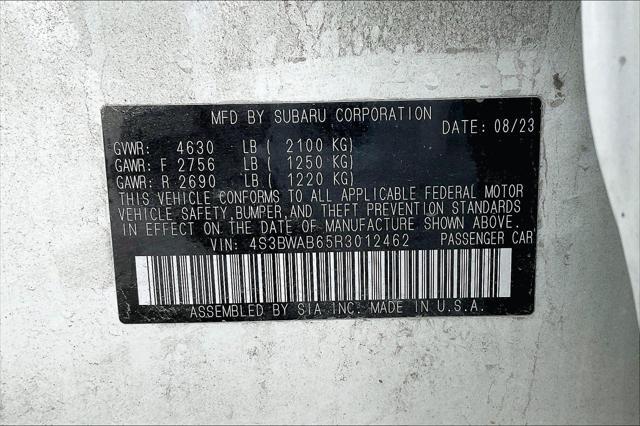 MFD BY SUBARU CORPORATION
DATE: 08/23
GVWR: 4630 LB ( 2100 KG)
GAWR: F 2756 LB ( 1250 KG)
GAWR: R 2690 LB ( 1220 KG)
THIS VEHICLE CONFORMS TO ALL APPLICABLE FEDERAL MOTOR
VEHICLE SAFETY, BUMPER, AND THEFT PREVENTION STANDARDS
IN EFFECT ON THE DATE OF MANUFACTURE SHOWN ABOVE.
VIN: 4S3BWAB65R3012462 PASSENGER CAR
ASSEMBLED BY SIA INC. MADE IN U.S.A.